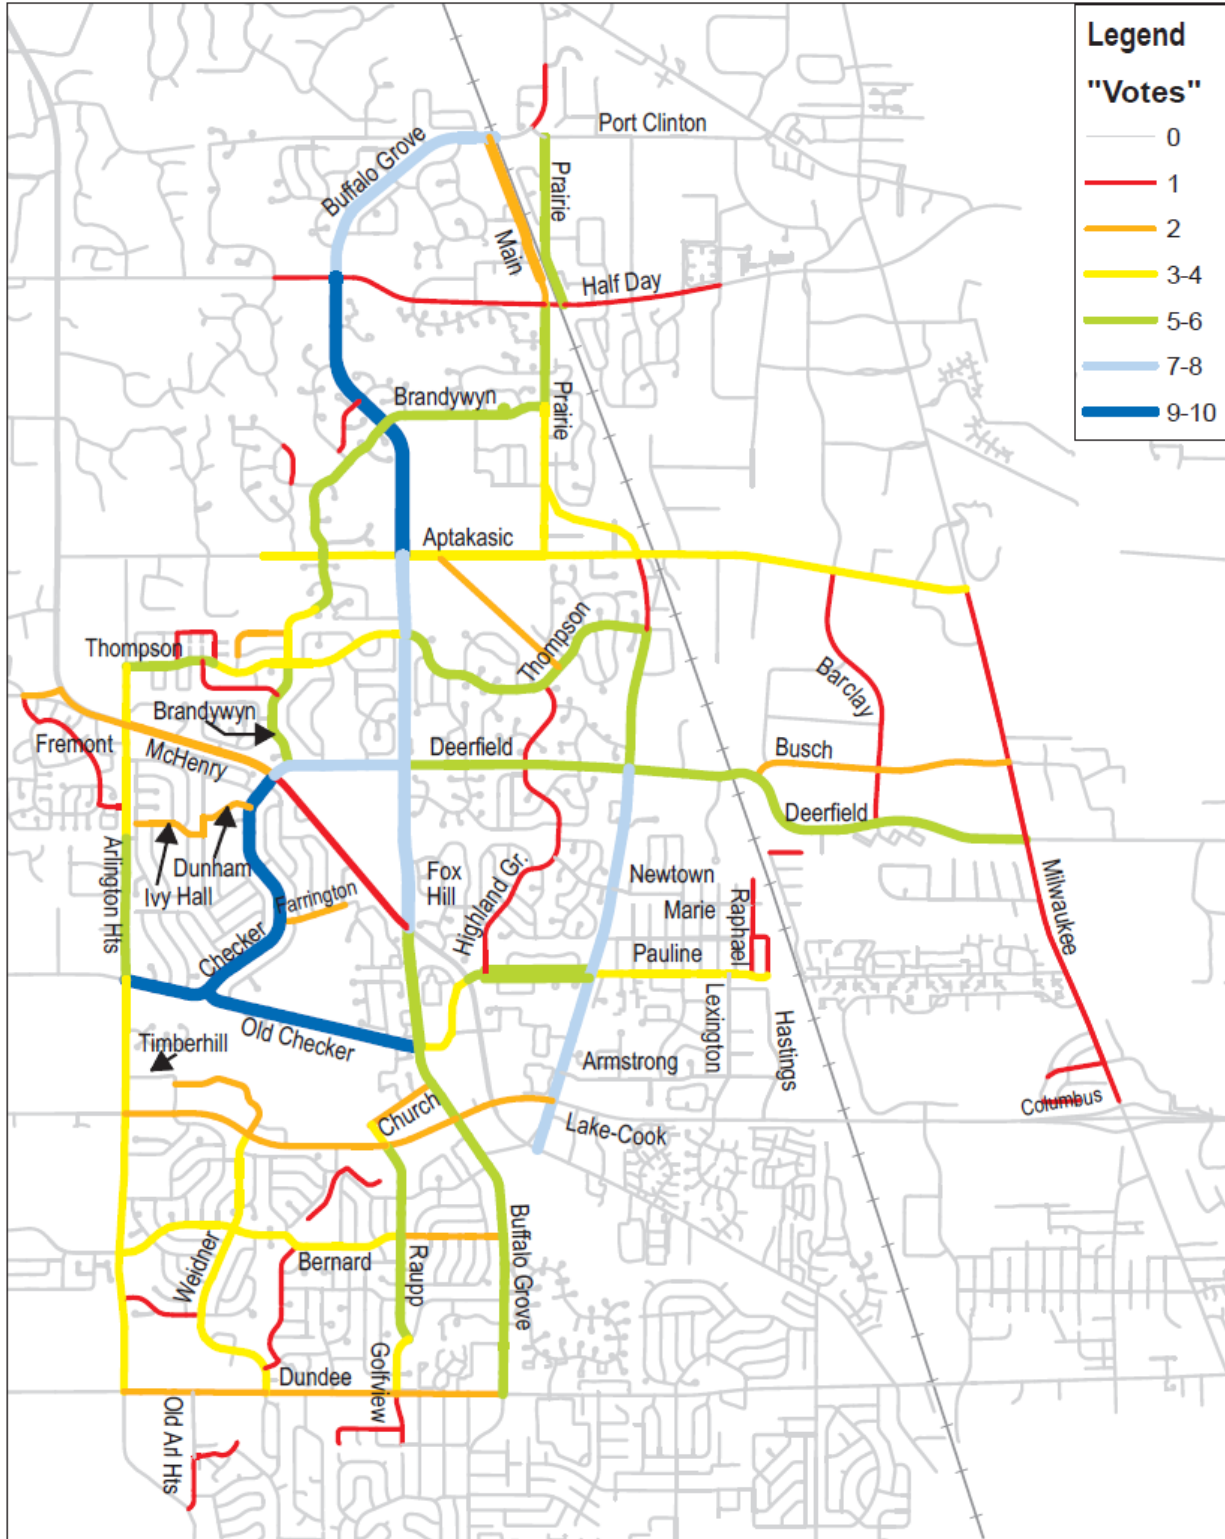 Legend
"Votes"
0
1
2
3-4
5-6
7-8
9-10
Port Clinton
Buffalo Grove
Prairie
Main
Half Day
Brandywyn
Prairie
Aptakasic
Thompson
Thompson
Barclay
Brandywyn
Fremont
McHenry
Deerfield
Busch
Deerfield
Arlington Hts
Dunham
Ivy Hall
Farrington
Fox
Hill
Highland Gr.
Newtown
Marie
Raphael
Pauline
Milwaukee
Checker
Lexington
Old Checker
Timberhill
Armstrong
Hastings
Church
Columbus
Lake-Cook
Weidner
Bernard
Raupp
Buffalo Grove
Dundee
Golfview
Old Arl Hts